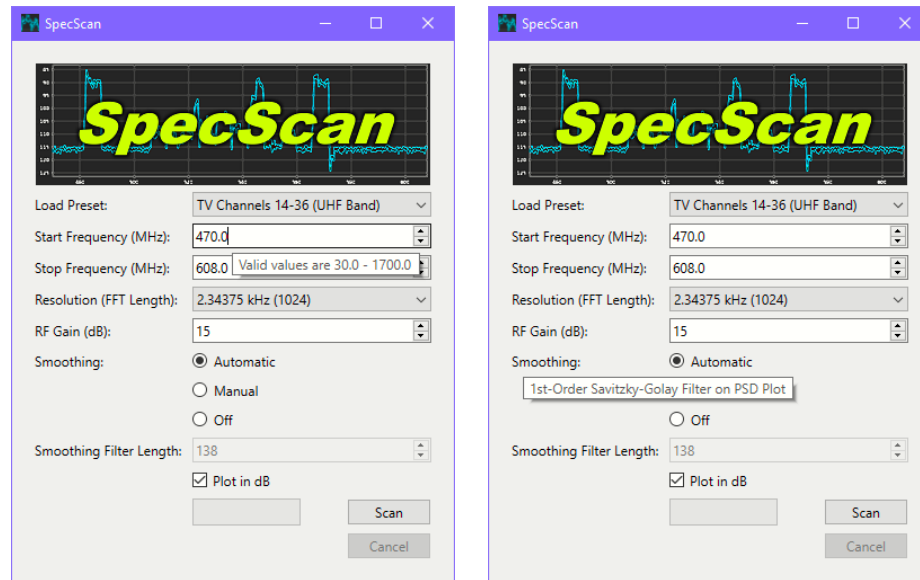 SpecScan
SpecScan
Load Preset: TV Channels 14-36 (UHF Band)
Start Frequency (MHz): 470.0
Valid values are 30.0 - 1700.0
Stop Frequency (MHz): 608.0
Resolution (FFT Length): 2.34375 kHz (1024)
RF Gain (dB): 15
Smoothing: Automatic
Manual
Off
Smoothing Filter Length: 138
Plot in dB
Scan
Cancel
SpecScan
SpecScan
Load Preset: TV Channels 14-36 (UHF Band)
Start Frequency (MHz): 470.0
Stop Frequency (MHz): 608.0
Resolution (FFT Length): 2.34375 kHz (1024)
RF Gain (dB): 15
Smoothing: Automatic
1st-Order Savitzky-Golay Filter on PSD Plot
Off
Smoothing Filter Length: 138
Plot in dB
Scan
Cancel